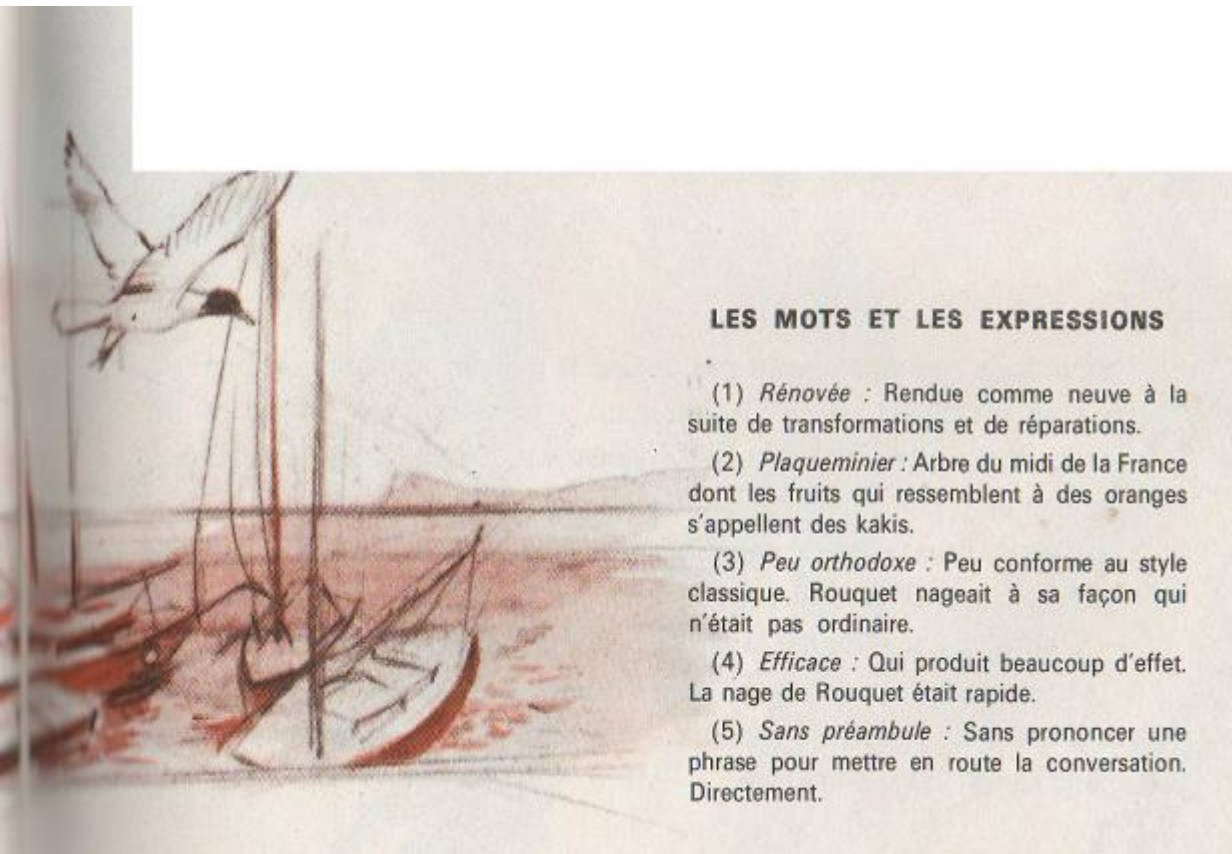 LES MOTS ET LES EXPRESSIONS
(1) Rénovée : Rendue comme neuve à la
suite de transformations et de réparations.
(2) Plaqueminier : Arbre du midi de la France
dont les fruits qui ressemblent à des oranges
s'appellent des kakis.
(3) Peu orthodoxe : Peu conforme au style
classique. Rouquet nageait à sa façon qui
n'était pas ordinaire.
(4) Efficace : Qui produit beaucoup d'effet.
La nage de Rouquet était rapide.
(5) Sans préambule : Sans prononcer une
phrase pour mettre en route la conversation.
Directement.